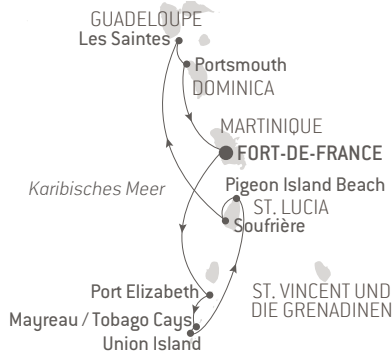 GUADELOUPE
Les Saintes
Portsmouth
DOMINICA
MARTINIQUE
FORT-DE-FRANCE
Karibisches Meer
Pigeon Island Beach
ST. LUCIA
Soufrière
Port Elizabeth
ST. VINCENT UND
DIE GRENADINEN
Mayreau / Tobago Cays
Union Island